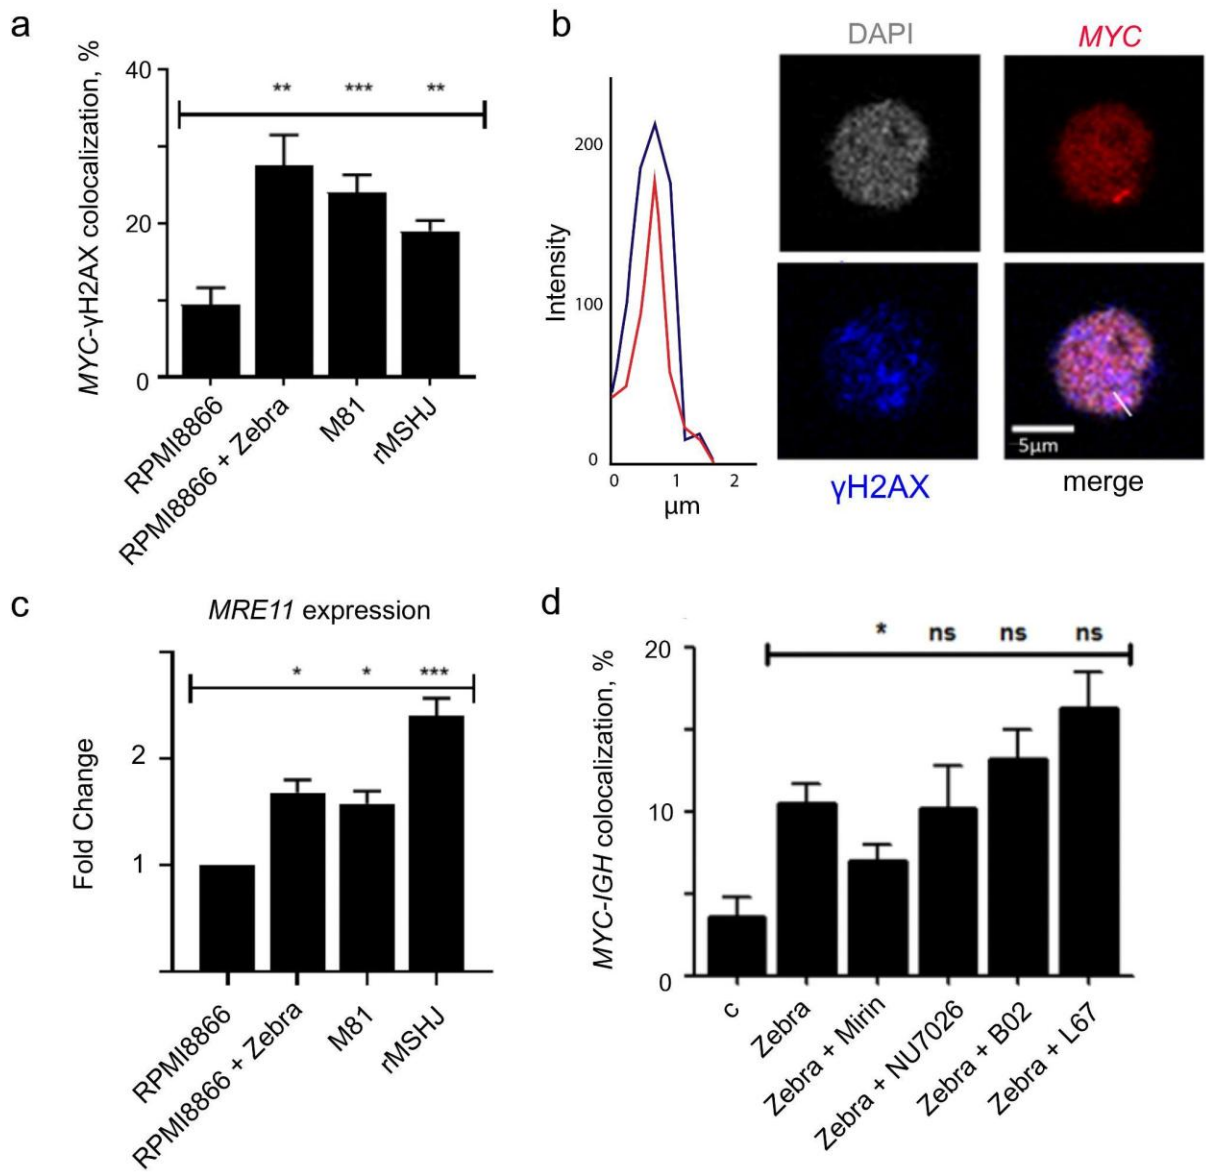 a
MYC-γH2AX colocalization, %
40
20
0
** *** **
RPMI8866
RPMI8866 + Zebra
M81
rMSHJ
b
DAPI
MYC
Intensity
200
100
0
0 1 2
μm
5μm
γH2AX
merge
c
MRE11 expression
Fold Change
2
1
* * ***
RPMI8866
RPMI8866 + Zebra
M81
rMSHJ
d
MYC-IGH colocalization, %
20
10
0
* ns ns ns
c
Zebra
Zebra + Mirin
Zebra + NU7026
Zebra + B02
Zebra + L67